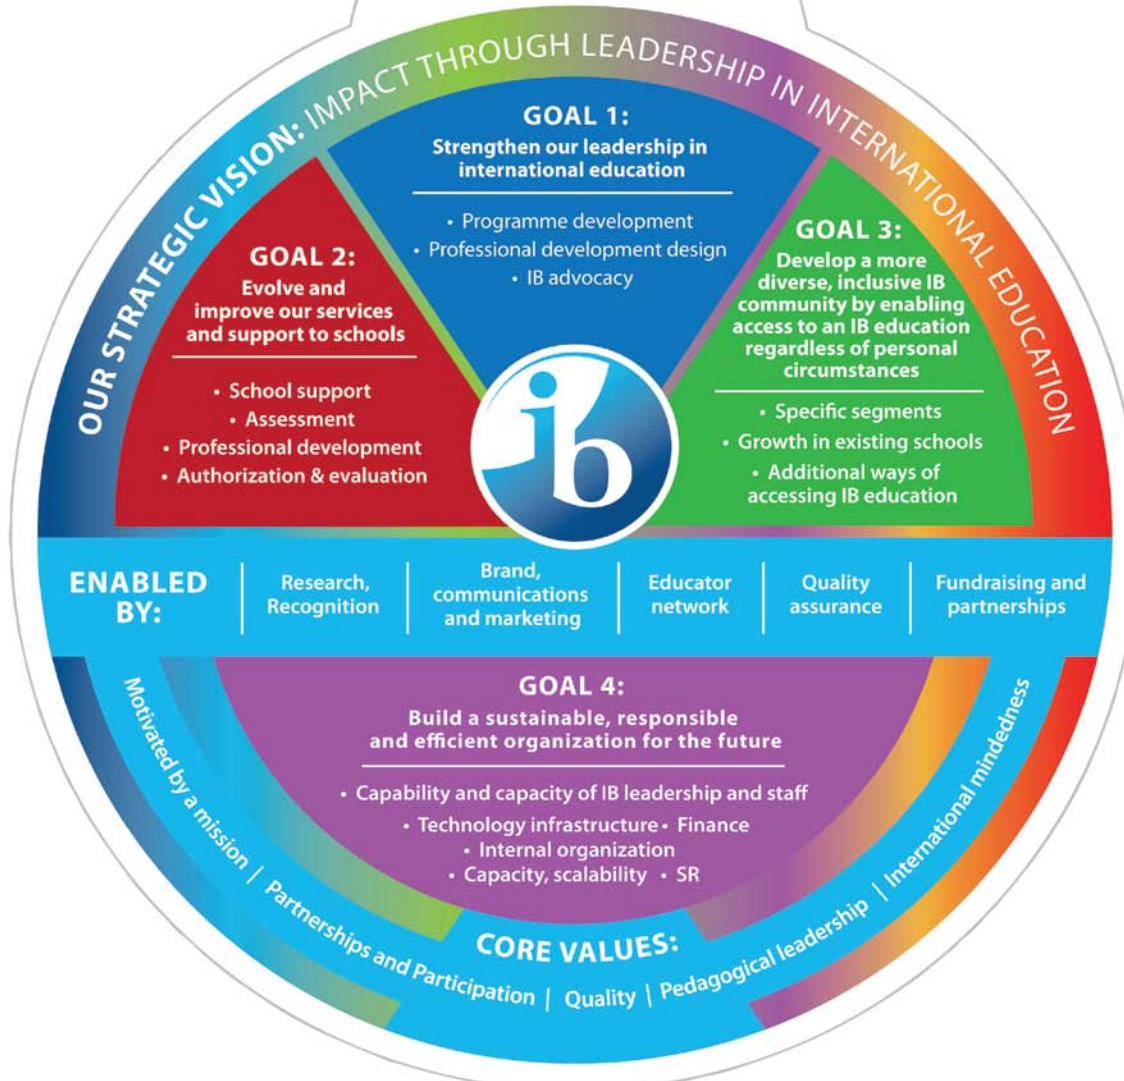 OUR STRATEGIC VISION: IMPACT THROUGH LEADERSHIP IN INTERNATIONAL EDUCATION
GOAL 1:
Strengthen our leadership in
international education
• Programme development
• Professional development design
• IB advocacy
GOAL 2:
Evolve and
improve our services
and support to schools
• School support
• Assessment
• Professional development
• Authorization & evaluation
GOAL 3:
Develop a more
diverse, inclusive IB
community by enabling
access to an IB education
regardless of personal
circumstances
• Specific segments
• Growth in existing schools
• Additional ways of
accessing IB education
ib
ENABLED
BY:
Research,
Recognition
Brand,
communications
and marketing
Educator
network
Quality
assurance
Fundraising and
partnerships
GOAL 4:
Build a sustainable, responsible
and efficient organization for the future
• Capability and capacity of IB leadership and staff
• Technology infrastructure • Finance
• Internal organization
• Capacity, scalability • SR
CORE VALUES:
Motivated by a mission | Partnerships and Participation | Quality | Pedagogical leadership | International mindedness